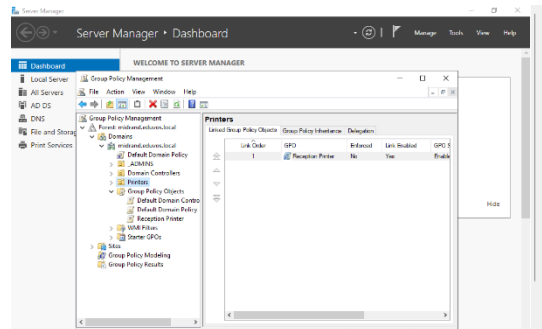 Server Manager
Server Manager • Dashboard
Manage Tools View Help
Dashboard
Local Server
All Servers
AD DS
DNS
File and Storag
Print Services
WELCOME TO SERVER MANAGER
Group Policy Management
File Action View Window Help
Group Policy Management
Forest: midrand.eduvos.local
Domains
midrand.eduvos.local
Default Domain Policy
_ADMINS
Domain Controllers
Printers
Group Policy Objects
Default Domain Contro
Default Domain Policy
Reception Printer
WMI Filters
Starter GPOs
Sites
Group Policy Modeling
Group Policy Results
Printers
Linked Group Policy Objects Group Policy Inheritance Delegation
Link Order GPO Enforced Link Enabled GPO S
1 Reception Printer No Yes Enable
Hide